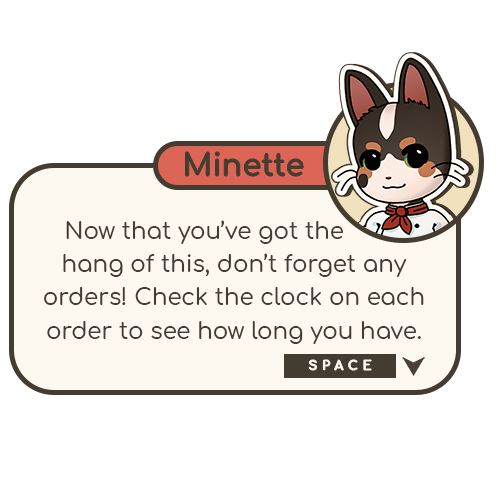 Minette
Now that you’ve got the
hang of this, don’t forget any
orders! Check the clock on each
order to see how long you have.
SPACE